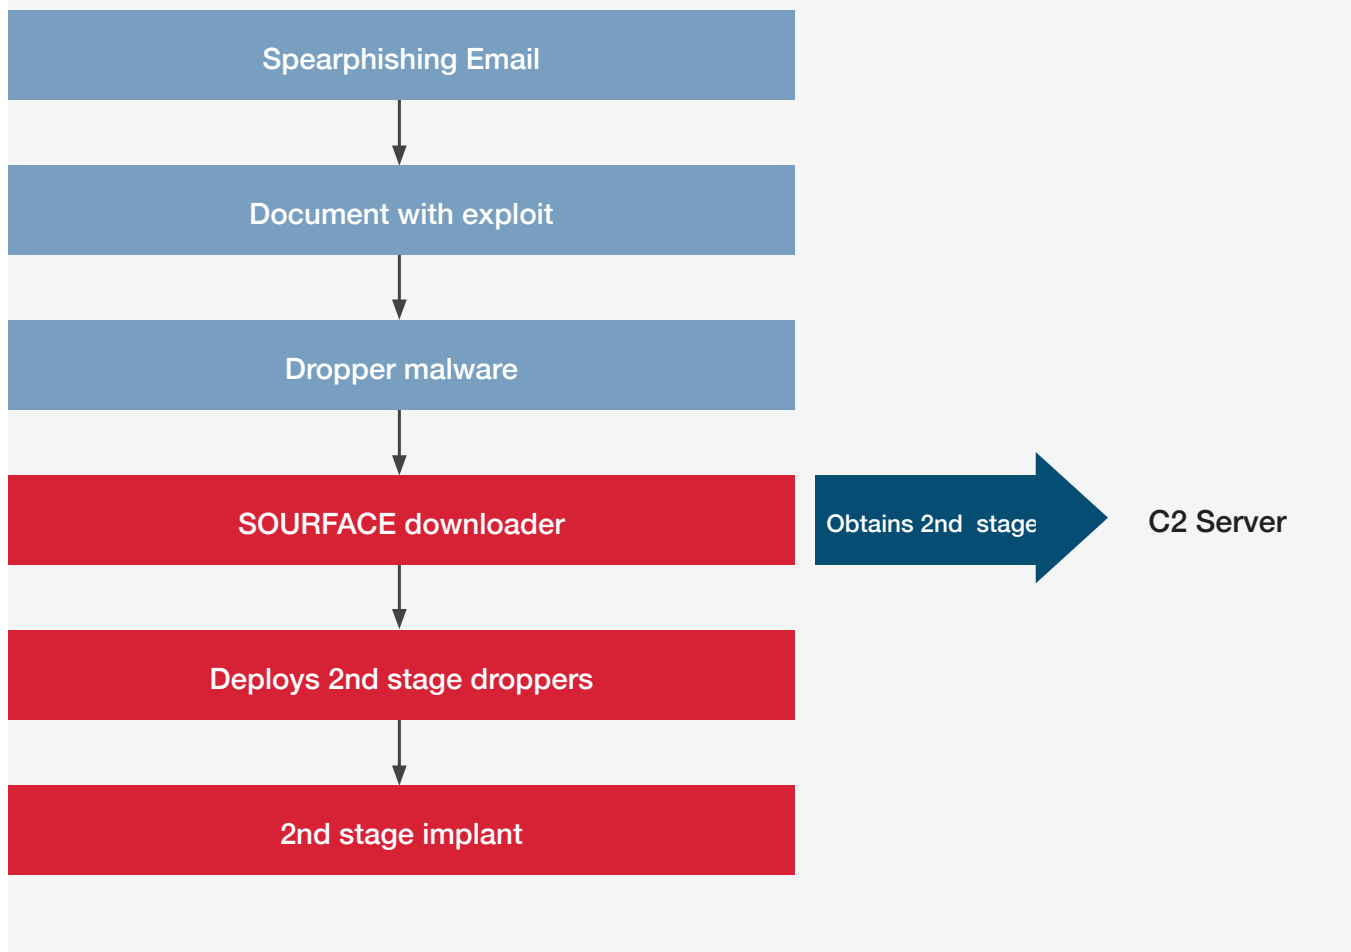 Spearphishing Email
Document with exploit
Dropper malware
SOURFACE downloader
Obtains 2nd stage
C2 Server
Deploys 2nd stage droppers
2nd stage implant